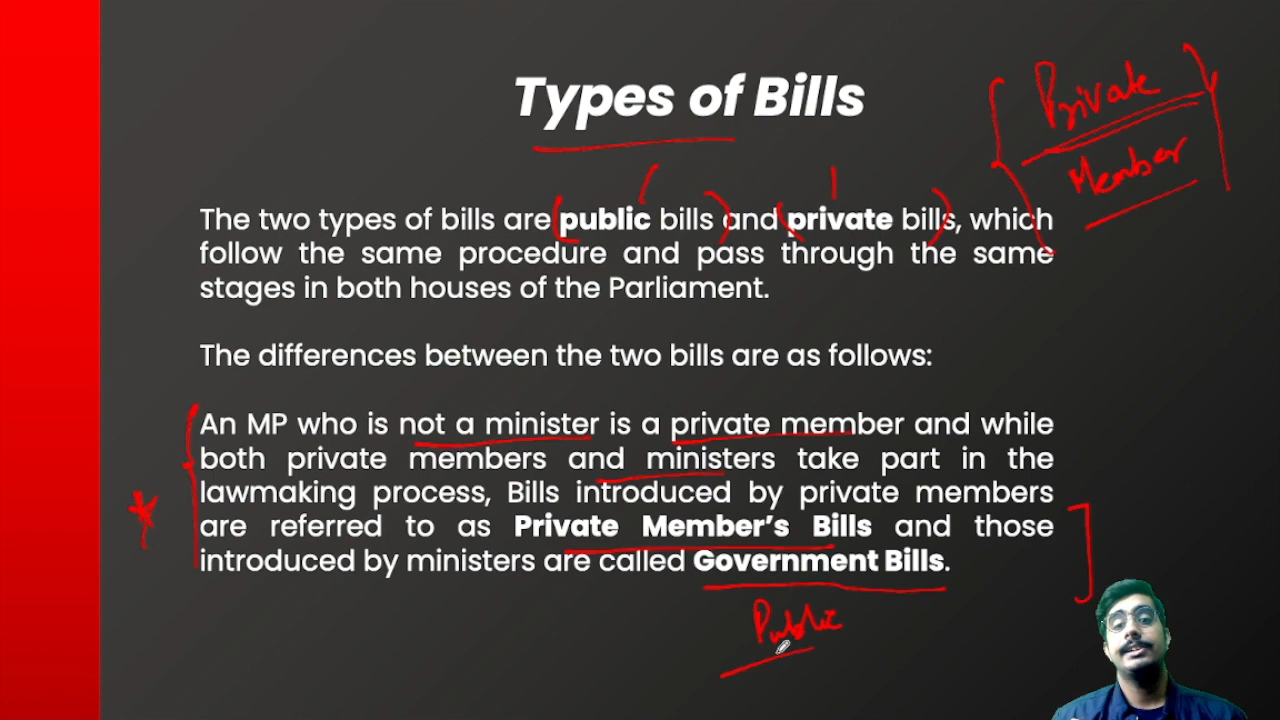 Types of Bills
Private
Member
The two types of bills are public bills and private bills, which
follow the same procedure and pass through the same
stages in both houses of the Parliament.
The differences between the two bills are as follows:
An MP who is not a minister is a private member and while
both private members and ministers take part in the
lawmaking process, Bills introduced by private members
are referred to as Private Member's Bills and those
introduced by ministers are called Government Bills.
Public